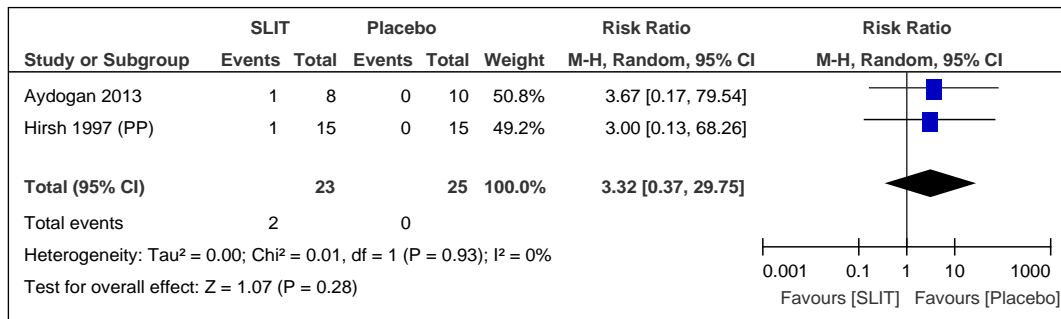 SLIT Placebo Risk Ratio Risk Ratio
Study or Subgroup Events Total Events Total Weight M-H, Random, 95% CI M-H, Random, 95% CI
Aydogan 2013 1 8 0 10 50.8% 3.67 [0.17, 79.54]
Hirsh 1997 (PP) 1 15 0 15 49.2% 3.00 [0.13, 68.26]
Total (95% CI) 23 25 100.0% 3.32 [0.37, 29.75]
Total events 2 0
Heterogeneity: Tau² = 0.00; Chi² = 0.01, df = 1 (P = 0.93); I² = 0%
Test for overall effect: Z = 1.07 (P = 0.28)
0.001 0.1 1 10 1000
Favours [SLIT] Favours [Placebo]